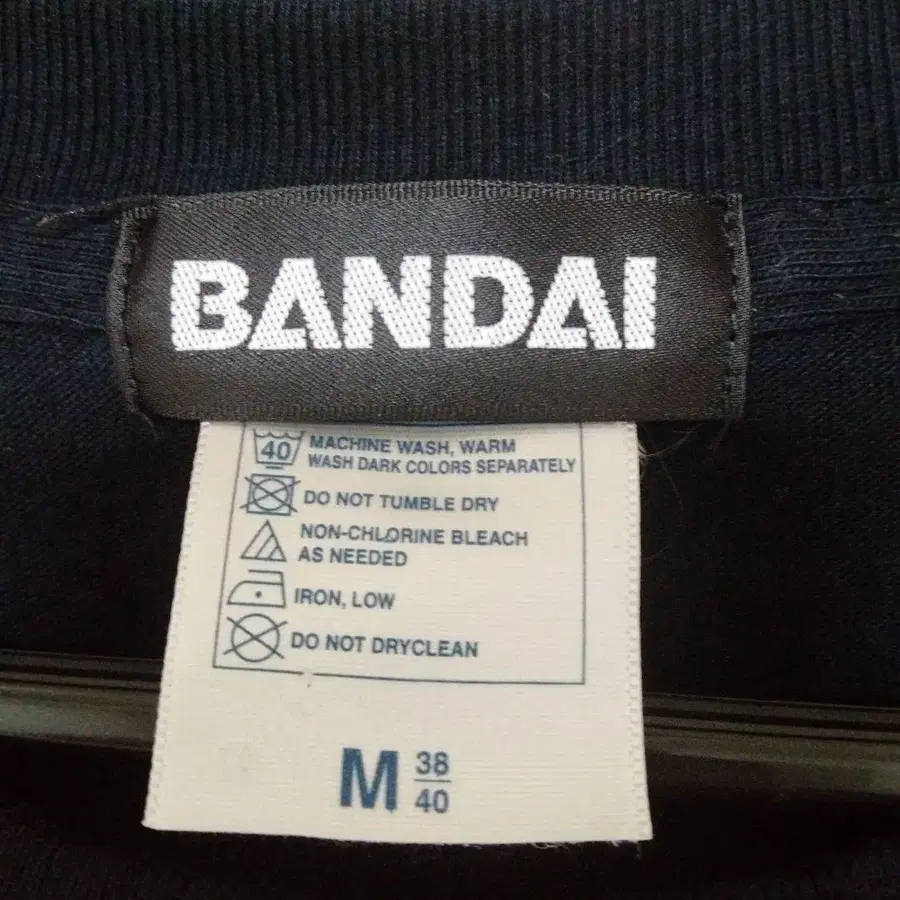 BANDAI
40 MACHINE WASH, WARM
WASH DARK COLORS SEPARATELY
DO NOT TUMBLE DRY
NON-CHLORINE BLEACH
AS NEEDED
IRON, LOW
DO NOT DRYCLEAN
M 38
40